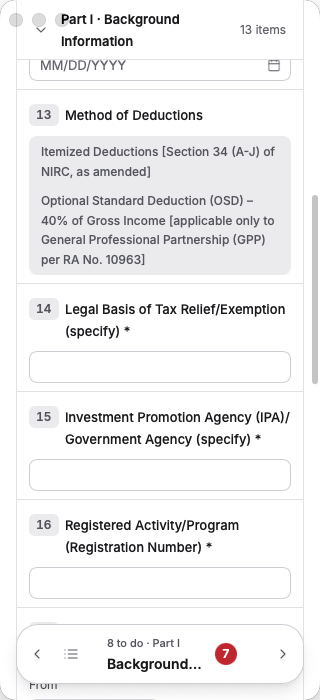 Part I · Background
Information
13 items
MM/DD/YYYY
13 Method of Deductions
Itemized Deductions [Section 34 (A-J) of
NIRC, as amended]
Optional Standard Deduction (OSD) –
40% of Gross Income [applicable only to
General Professional Partnership (GPP)
per RA No. 10963]
14 Legal Basis of Tax Relief/Exemption
(specify) *
15 Investment Promotion Agency (IPA)/
Government Agency (specify) *
16 Registered Activity/Program
(Registration Number) *
8 to do · Part I
Background...
7
From